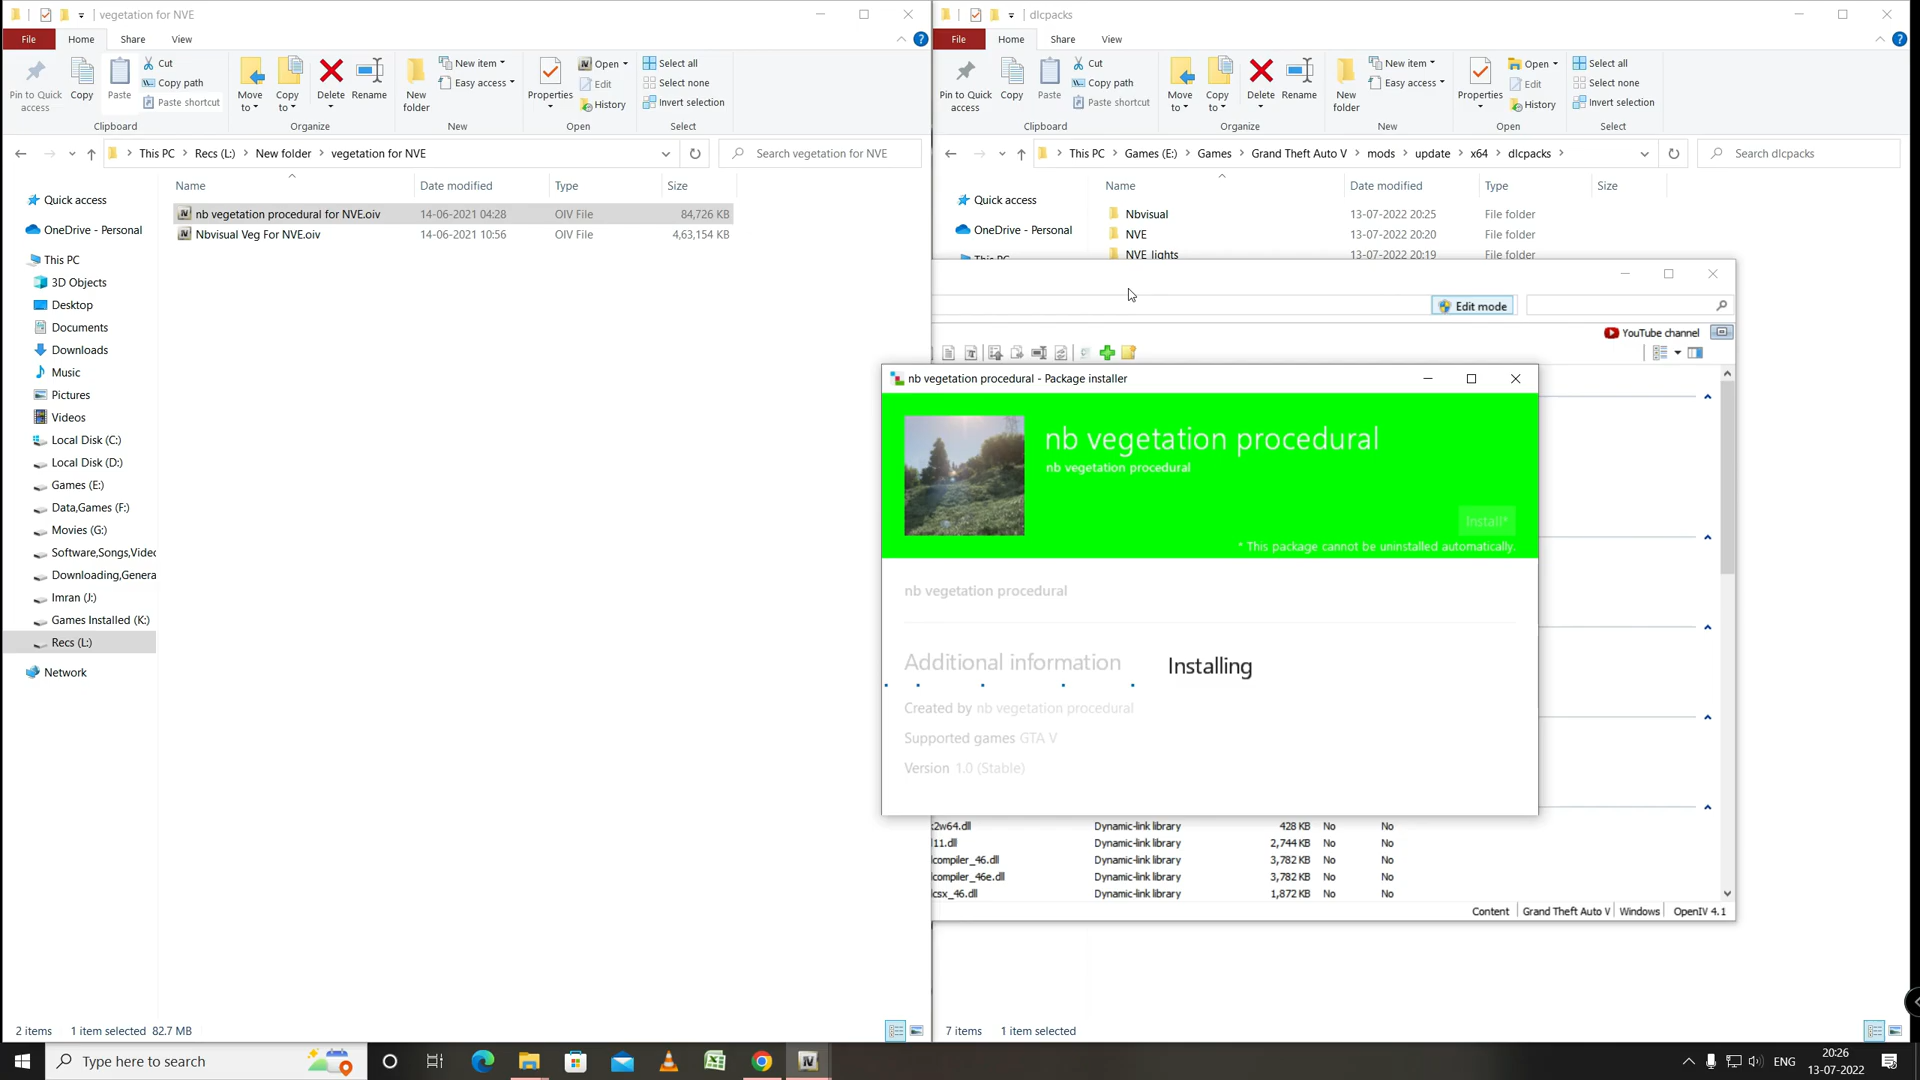 vegetation for NVE
File
Home
Share
View
Pin to Quick access
Copy
Paste
Cut
Copy path
Paste shortcut
Move to
Copy to
Delete
Rename
New folder
New item
Easy access
Properties
Open
Edit
History
Select all
Select none
Invert selection
Clipboard
Organize
New
Open
Select
This PC
Recs (L:)
New folder
vegetation for NVE
Search vegetation for NVE
Name
Date modified
Type
Size
nb vegetation procedural for NVE.oiv
14-06-2021 04:28
OIV File
84,726 KB
Nbvisual Veg For NVE.oiv
14-06-2021 10:56
OIV File
4,63,154 KB
Quick access
OneDrive - Personal
This PC
3D Objects
Desktop
Documents
Downloads
Music
Pictures
Videos
Local Disk (C:)
Local Disk (D:)
Games (E:)
Data,Games (F:)
Movies (G:)
Software,Songs,Videc
Downloading,Genera
Imran (J:)
Games Installed (K:)
Recs (L:)
Network
2 items
1 item selected 82.7 MB
dlcpacks
File
Home
Share
View
Pin to Quick access
Copy
Paste
Cut
Copy path
Paste shortcut
Move to
Copy to
Delete
Rename
New folder
New item
Easy access
Properties
Open
Edit
History
Select all
Select none
Invert selection
Clipboard
Organize
New
Open
Select
This PC
Games (E:)
Games
Grand Theft Auto V
mods
update
x64
dlcpacks
Search dlcpacks
Name
Date modified
Type
Size
Quick access
OneDrive - Personal
This PC
Nbvisual
13-07-2022 20:25
File folder
NVE
13-07-2022 20:20
File folder
NVE lights
13-07-2022 20:19
File folder
Edit mode
YouTube channel
nb vegetation procedural - Package installer
nb vegetation procedural
nb vegetation procedural
Install*
* This package cannot be uninstalled automatically.
nb vegetation procedural
Additional information
Installing
Created by nb vegetation procedural
Supported games GTA V
Version 1.0 (Stable)
:2w64.dll Dynamic-link library 428 KB No No
l11.dll Dynamic-link library 2,744 KB No No
lcompiler_46.dll Dynamic-link library 3,782 KB No No
lcompiler_46e.dll Dynamic-link library 3,782 KB No No
lcsx_46.dll Dynamic-link library 1,872 KB No No
Content
Grand Theft Auto V
Windows
OpenIV 4.1
7 items
1 item selected
Type here to search
ENG
20:26
13-07-2022